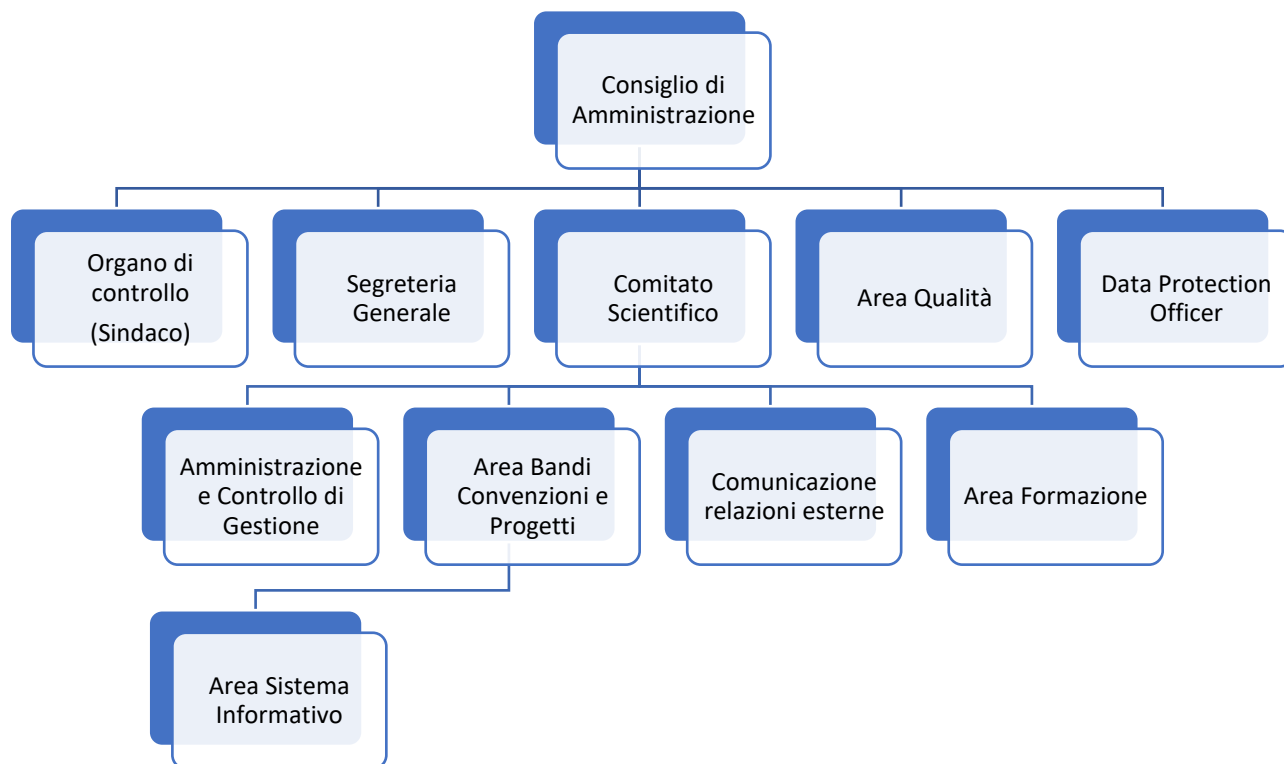 Consiglio di
Amministrazione
Organo di
controllo
(Sindaco)
Segreteria
Generale
Comitato
Scientifico
Area Qualità
Data Protection
Officer
Amministrazione
e Controllo di
Gestione
Area Bandi
Convenzioni e
Progetti
Comunicazione
relazioni esterne
Area Formazione
Area Sistema
Informativo